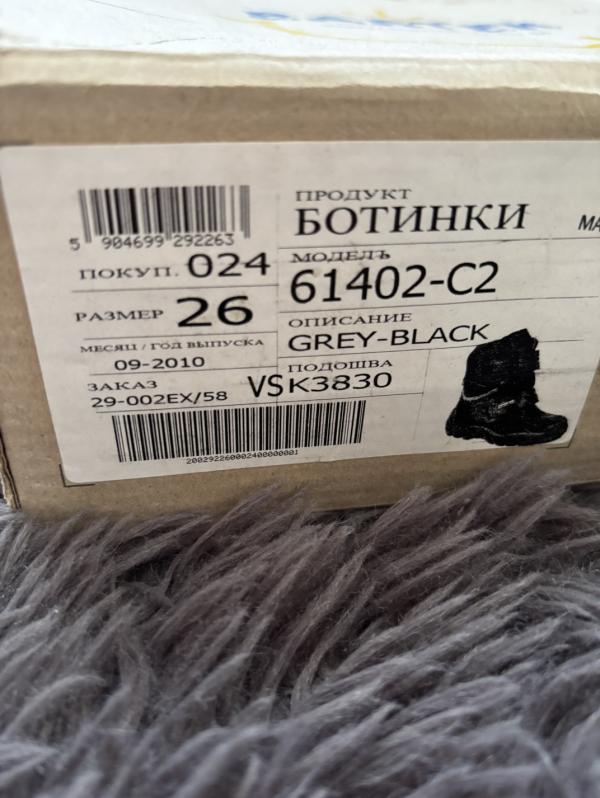 5 904699 292263
ПОКУП. 024
РАЗМЕР 26
МЕСЯЦ / ГОД ВЫПУСКА
09-2010
ЗАКАЗ
29-002EX/58
ПРОДУКТ
БОТИНКИ
МОДЕЛЬ
61402-C2
ОПИСАНИЕ
GREY-BLACK
ПОДОШВА
VSK3830
200292260002400000001